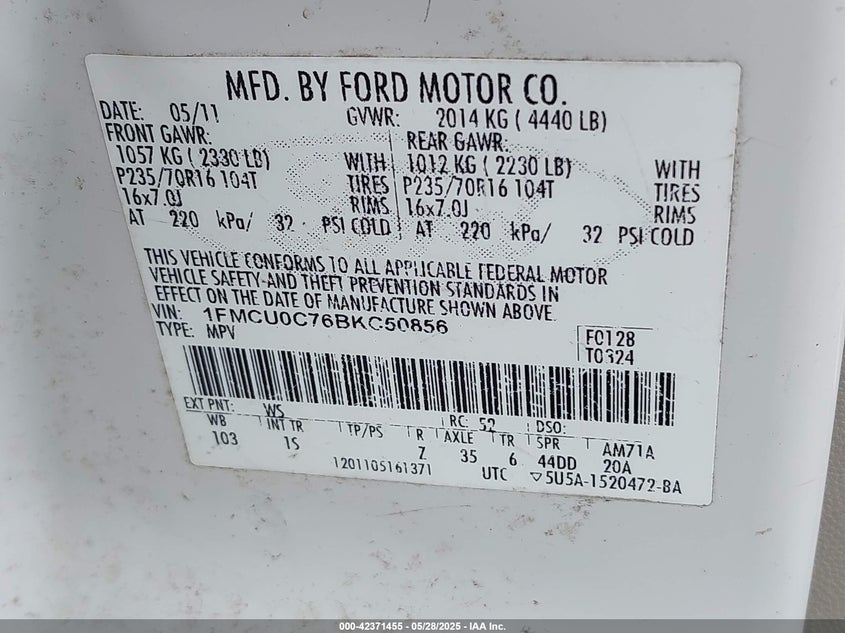 MFD. BY FORD MOTOR CO.
DATE: 05/11 GVWR: 2014 KG ( 4440 LB)
FRONT GAWR: REAR GAWR:
1057 KG ( 2330 LB) WITH 1012 KG ( 2230 LB) WITH
P235/70R16 104T TIRES P235/70R16 104T TIRES
16x7.0J RIMS 16x7.0J RIMS
AT 220 kPa/ 32 PSI COLD AT 220 kPa/ 32 PSI COLD
THIS VEHICLE CONFORMS TO ALL APPLICABLE FEDERAL MOTOR
VEHICLE SAFETY AND THEFT PREVENTION STANDARDS IN
EFFECT ON THE DATE OF MANUFACTURE SHOWN ABOVE.
VIN: 1FMCU0C76BKC50856
TYPE: MPV
F0128
T0324
EXT PNT: WS RC: 52 DSO:
WB INT TR TP/PS R AXLE TR SPR AM71A
103 1S 7 35 6 44DD 20A
1201105161371 UTC ▽5U5A-1520472-BA
000-42371455 - 05/28/2025 - IAA Inc.